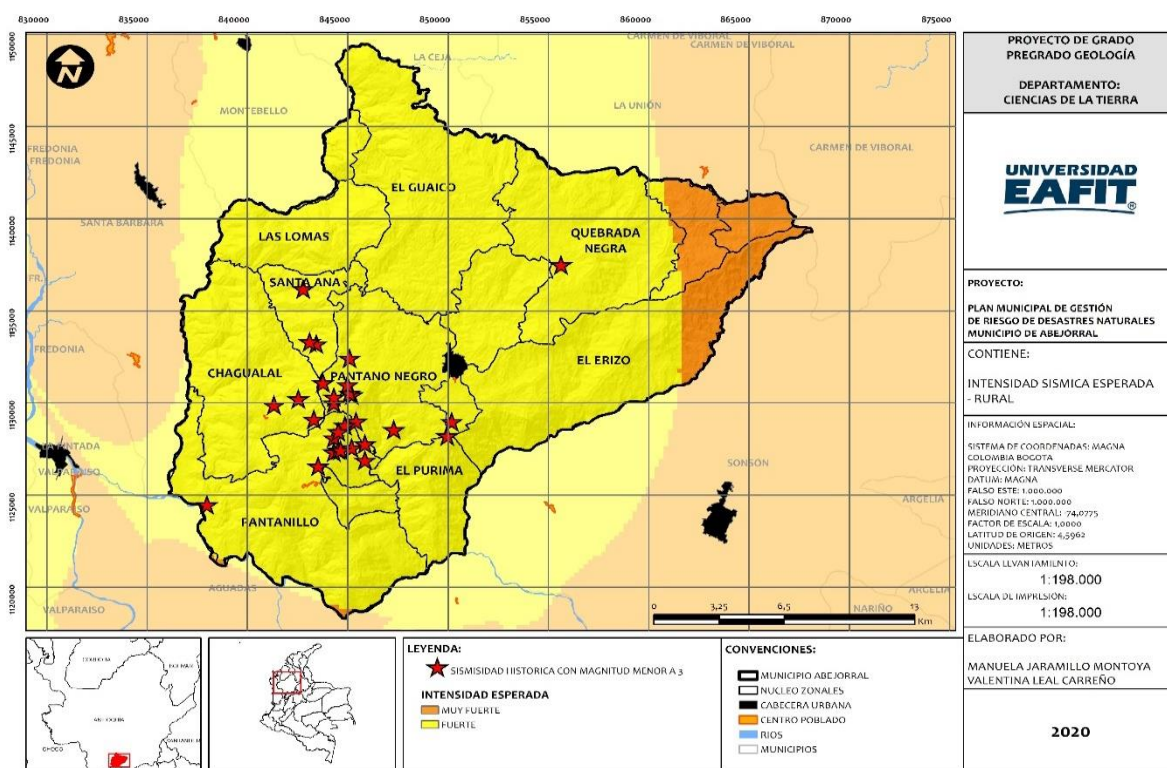 830000 835000 840000 845000 850000 855000 860000 865000 870000 875000
1150000
1145000
1140000
1135000
1130000
1125000
1120000
N
LA CEJA
CARMEN DE VIBORAL
CARMEN DE VIBORAL
MONTEBELLO
LA UNIÓN
FREDONIA
FREDONIA
CARMEN DE VIBORAL
EL GUAICO
SANTA BARBARA
LAS LOMAS
QUEBRADA
NEGRA
SANTA ANA
FR.
FREDONIA
CHAGUALAL
PANTANO NEGRO
EL ERIZO
LA PINTADA
VALPARAISO
EL PURIMA
SONSÓN
VALPARAISO
PANTANILLO
ARGELIA
AGUADAS
VALPARAISO
NARIÑO
ARGELIA
0 3,25 6,5 13
Km
ANTIOQUIA
CHOCO
LEYENDA:
SISMISIDAD HISTORICA CON MAGNITUD MENOR A 3
INTENSIDAD ESPERADA
MUY FUERTE
FUERTE
CONVENCIONES:
MUNICIPIO ABEJORRAL
NUCLEO ZONALES
CABECERA URBANA
CENTRO POBLADO
RIOS
MUNICIPIOS
PROYECTO DE GRADO
PREGRADO GEOLOGÍA
DEPARTAMENTO:
CIENCIAS DE LA TIERRA
UNIVERSIDAD
EAFIT®
PROYECTO:
PLAN MUNICIPAL DE GESTIÓN
DE RIESGO DE DESASTRES NATURALES
MUNICIPIO DE ABEJORRAL
CONTIENE:
INTENSIDAD SISMICA ESPERADA
- RURAL
INFORMACIÓN ESPACIAL:
SISTEMA DE COORDENADAS: MAGNA
COLOMBIA BOGOTA
PROYECCIÓN: TRANSVERSE MERCATOR
DATUM: MAGNA
FALSO ESTE: 1.000.000
FALSO NORTE: 1.000.000
MERIDIANO CENTRAL: -74,0775
FACTOR DE ESCALA: 1,0000
LATITUD DE ORIGEN: 4,5962
UNIDADES: METROS
ESCALA LEVANTAMIENTO:
1:198.000
ESCALA DE IMPRESIÓN:
1:198.000
ELABORADO POR:
MANUELA JARAMILLO MONTOYA
VALENTINA LEAL CARREÑO
2020